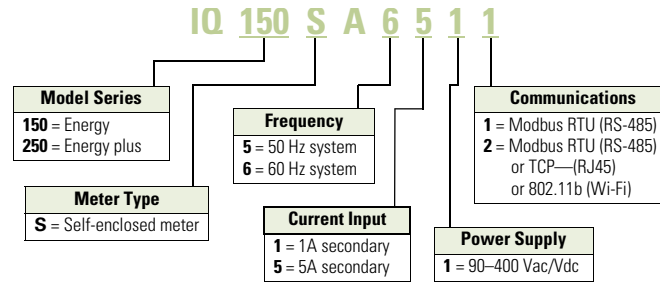 IQ 150 S A 6 5 1 1
Model Series
150 = Energy
250 = Energy plus
Meter Type
S = Self-enclosed meter
Frequency
5 = 50 Hz system
6 = 60 Hz system
Current Input
1 = 1A secondary
5 = 5A secondary
Power Supply
1 = 90–400 Vac/Vdc
Communications
1 = Modbus RTU (RS-485)
2 = Modbus RTU (RS-485)
or TCP—(RJ45)
or 802.11b (Wi-Fi)